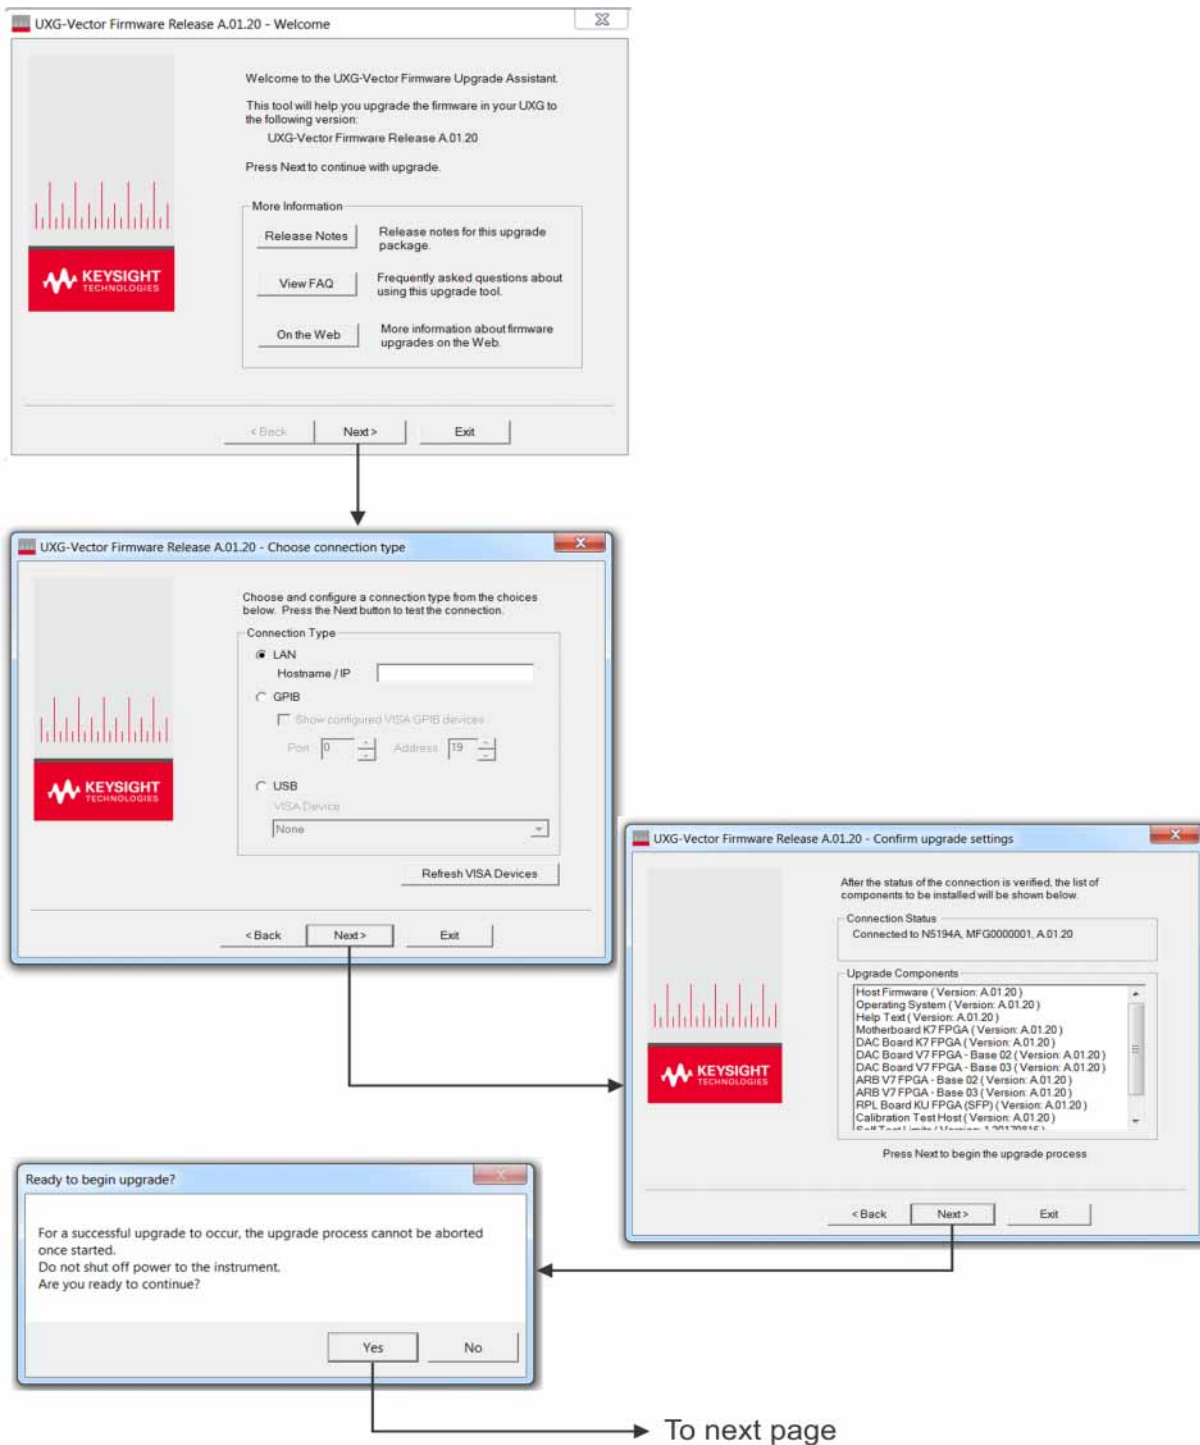 UXG-Vector Firmware Release A.01.20 - Welcome
Welcome to the UXG-Vector Firmware Upgrade Assistant.
This tool will help you upgrade the firmware in your UXG to
the following version:
UXG-Vector Firmware Release A.01.20
Press Next to continue with upgrade.
More Information
Release Notes
Release notes for this upgrade
package.
View FAQ
Frequently asked questions about
using this upgrade tool.
On the Web
More information about firmware
upgrades on the Web.
KEYSIGHT
TECHNOLOGIES
< Back
Next >
Exit
UXG-Vector Firmware Release A.01.20 - Choose connection type
Choose and configure a connection type from the choices
below. Press the Next button to test the connection.
Connection Type
LAN
Hostname / IP
GPIB
Show configured VISA GPIB devices
Port 0 Address 19
USB
VISA Device
None
Refresh VISA Devices
KEYSIGHT
TECHNOLOGIES
< Back
Next >
Exit
UXG-Vector Firmware Release A.01.20 - Confirm upgrade settings
After the status of the connection is verified, the list of
components to be installed will be shown below.
Connection Status
Connected to N5194A, MFG0000001, A.01.20
Upgrade Components
Host Firmware ( Version: A.01.20 )
Operating System ( Version: A.01.20 )
Help Text ( Version: A.01.20 )
Motherboard K7 FPGA ( Version: A.01.20 )
DAC Board K7 FPGA ( Version: A.01.20 )
DAC Board V7 FPGA - Base 02 ( Version: A.01.20 )
DAC Board V7 FPGA - Base 03 ( Version: A.01.20 )
ARB V7 FPGA - Base 02 ( Version: A.01.20 )
ARB V7 FPGA - Base 03 ( Version: A.01.20 )
RPL Board KU FPGA (SFP) ( Version: A.01.20 )
Calibration Test Host ( Version: A.01.20 )
Self Test Limits ( Version: 1.20170816 )
Press Next to begin the upgrade process
KEYSIGHT
TECHNOLOGIES
< Back
Next >
Exit
Ready to begin upgrade?
For a successful upgrade to occur, the upgrade process cannot be aborted
once started.
Do not shut off power to the instrument.
Are you ready to continue?
Yes
No
To next page